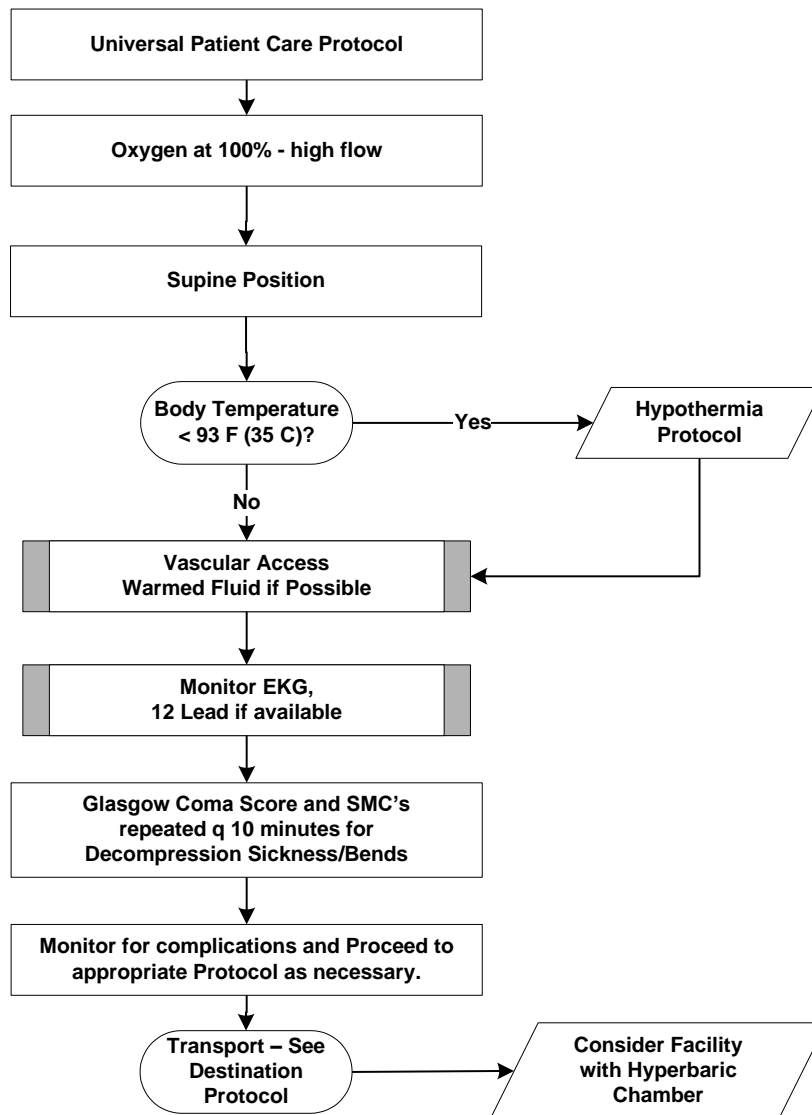 Universal Patient Care Protocol
Oxygen at 100% - high flow
Supine Position
Body Temperature
< 93 F (35 C)?
Yes
Hypothermia
Protocol
No
Vascular Access
Warmed Fluid if Possible
Monitor EKG,
12 Lead if available
Glasgow Coma Score and SMC’s
repeated q 10 minutes for
Decompression Sickness/Bends
Monitor for complications and Proceed to
appropriate Protocol as necessary.
Transport – See
Destination
Protocol
Consider Facility
with Hyperbaric
Chamber